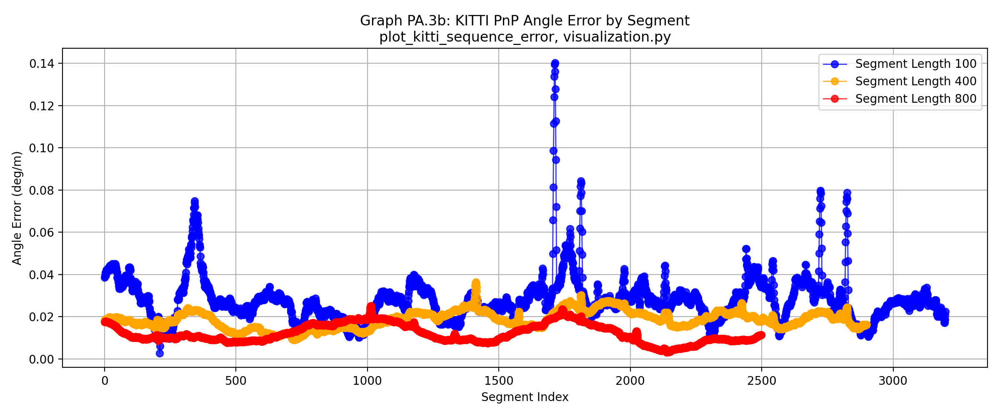 Graph PA.3b: KITTI PnP Angle Error by Segment
plot_kitti_sequence_error, visualization.py
Segment Length 100
Segment Length 400
Segment Length 800
Angle Error (deg/m)
0.14
0.12
0.10
0.08
0.06
0.04
0.02
0.00
0 500 1000 1500 2000 2500 3000
Segment Index